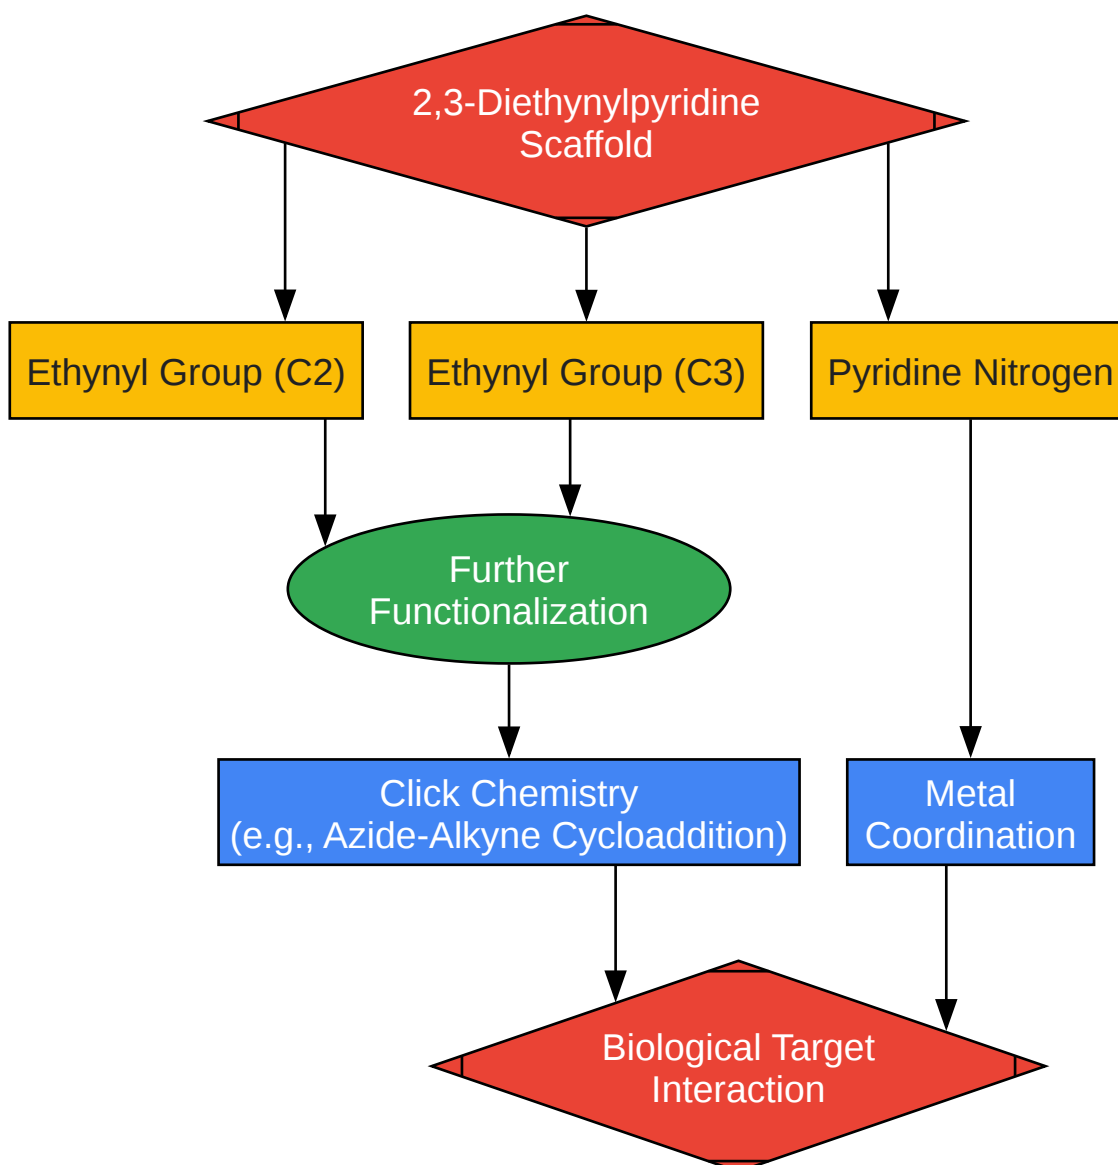 2,3-Diethynylpyridine
Scaffold
Ethynyl Group (C2)
Ethynyl Group (C3)
Pyridine Nitrogen
Further
Functionalization
Click Chemistry
(e.g., Azide-Alkyne Cycloaddition)
Metal
Coordination
Biological Target
Interaction